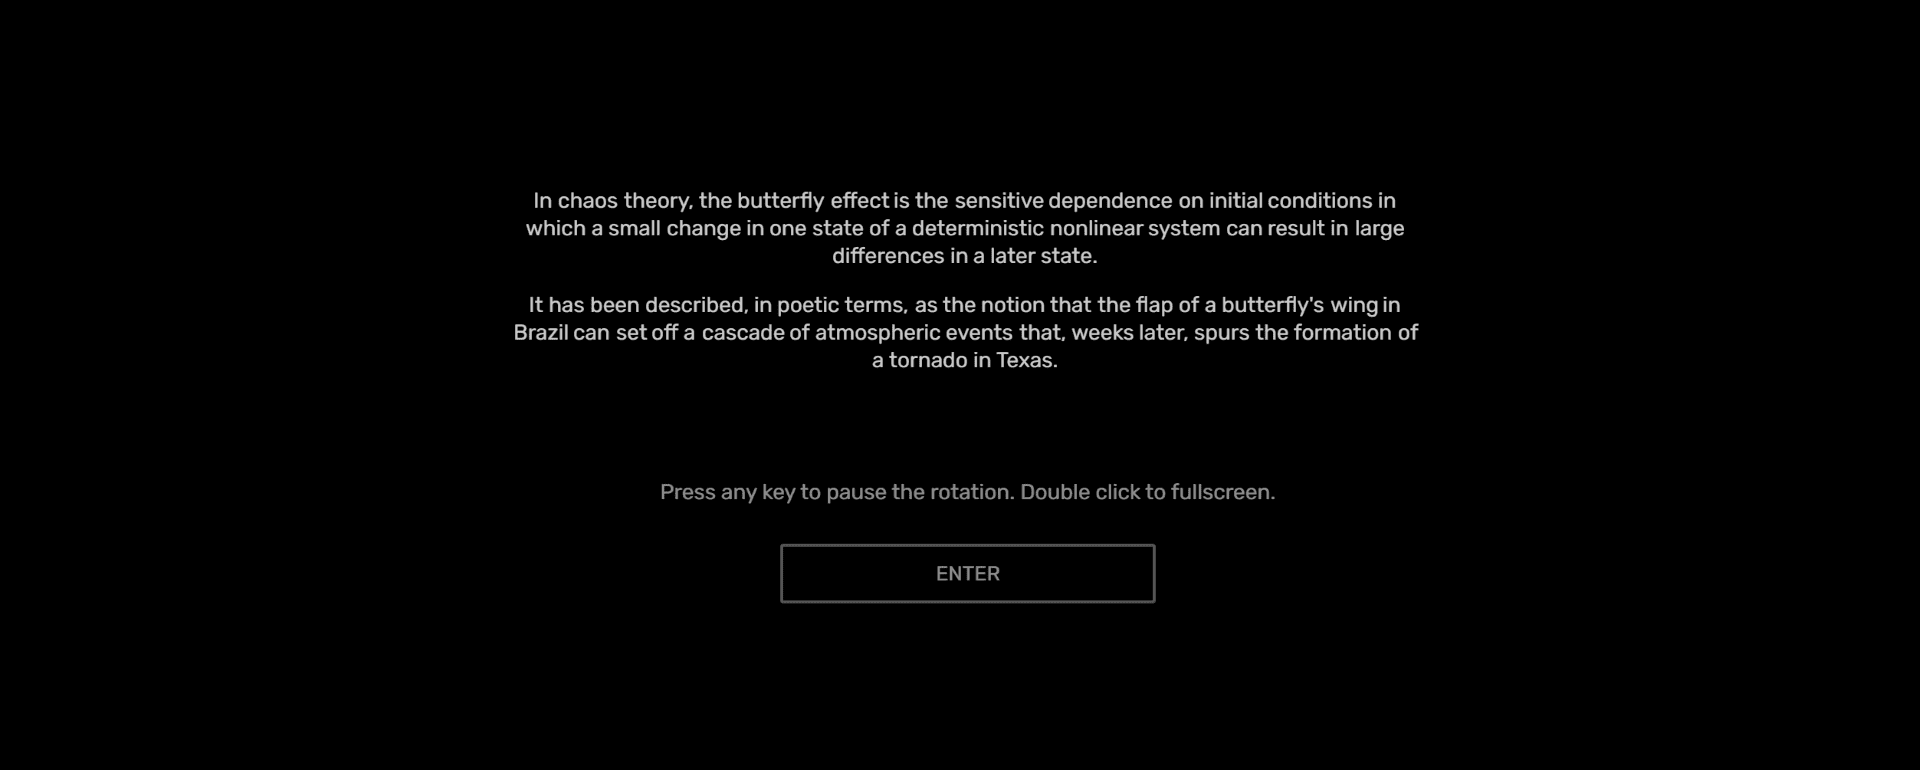 In chaos theory, the butterfly effect is the sensitive dependence on initial conditions in
which a small change in one state of a deterministic nonlinear system can result in large
differences in a later state.
It has been described, in poetic terms, as the notion that the flap of a butterfly's wing in
Brazil can set off a cascade of atmospheric events that, weeks later, spurs the formation of
a tornado in Texas.
Press any key to pause the rotation. Double click to fullscreen.
ENTER